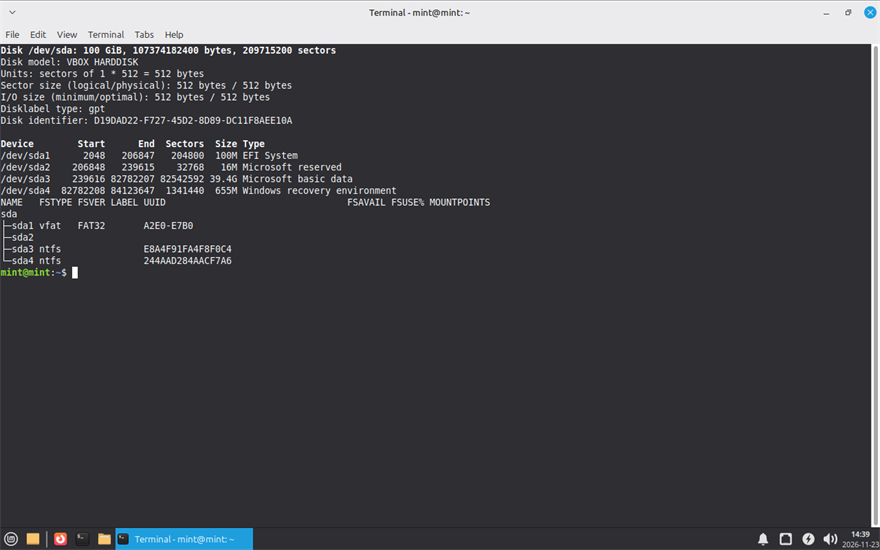 Terminal - mint@mint: ~
File Edit View Terminal Tabs Help
Disk /dev/sda: 100 GiB, 107374182400 bytes, 209715200 sectors
Disk model: VBOX HARDDISK
Units: sectors of 1 * 512 = 512 bytes
Sector size (logical/physical): 512 bytes / 512 bytes
I/O size (minimum/optimal): 512 bytes / 512 bytes
Disklabel type: gpt
Disk identifier: D19DAD22-F727-45D2-8D89-DC11F8AEE10A
Device Start End Sectors Size Type
/dev/sda1 2048 206847 204800 100M EFI System
/dev/sda2 206848 239615 32768 16M Microsoft reserved
/dev/sda3 239616 82782207 82542592 39.4G Microsoft basic data
/dev/sda4 82782208 84123647 1341440 655M Windows recovery environment
NAME FSTYPE FSVER LABEL UUID FSAVAIL FSUSE% MOUNTPOINTS
sda
├─sda1 vfat FAT32 A2E0-E7B0
├─sda2
├─sda3 ntfs E8A4F91FA4F8F0C4
└─sda4 ntfs 244AAD284AACF7A6
mint@mint:~$
Terminal - mint@mint: ~
14:39
2026-11-23